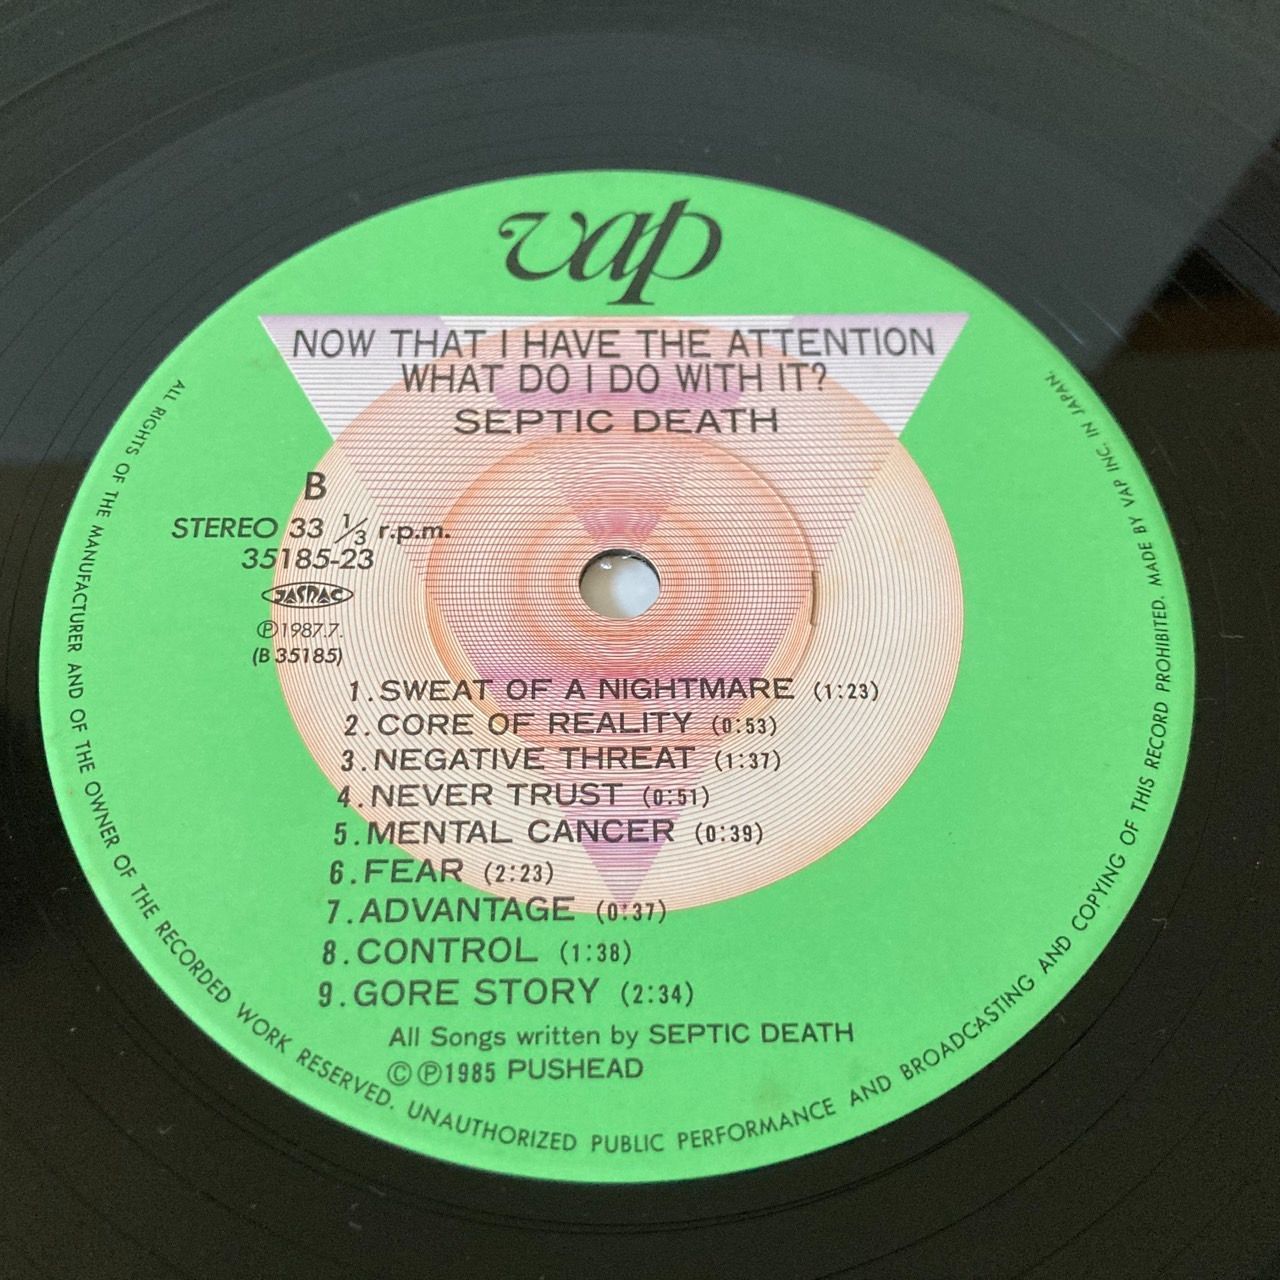 vap
NOW THAT I HAVE THE ATTENTION
WHAT DO I DO WITH IT?
SEPTIC DEATH
B
STEREO 33 1/3 r.p.m.
35185-23
JASRAC
Ⓟ1987.7.
(B 35185)
1.SWEAT OF A NIGHTMARE (1:23)
2.CORE OF REALITY (0:53)
3.NEGATIVE THREAT (1:37)
4.NEVER TRUST (0:51)
5.MENTAL CANCER (0:39)
6.FEAR (2:23)
7.ADVANTAGE (0:37)
8.CONTROL (1:38)
9.GORE STORY (2:34)
All Songs written by SEPTIC DEATH
©Ⓟ1985 PUSHEAD
ALL RIGHTS OF THE MANUFACTURER AND OF THE OWNER OF THE RECORDED WORK RESERVED. UNAUTHORIZED PUBLIC PERFORMANCE AND BROADCASTING AND COPYING OF THIS RECORD PROHIBITED. MADE BY VAP INC. IN JAPAN.